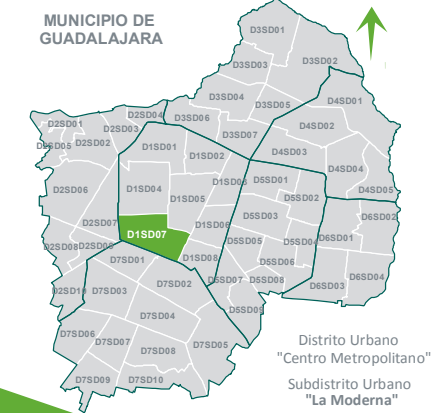 MUNICIPIO DE
GUADALAJARA
D3SD01
D3SD03
D3SD02
D3SD04
D3SD05
D4SD01
D2SD01
D2SD04
D3SD06
D2SD03
D3SD07
D4SD02
D2SD05
D2SD02
D1SD01
D1SD02
D4SD03
D4SD04
D2SD06
D1SD04
D1SD03
D5SD01
D4SD05
D1SD05
D5SD02
D5SD03
D6SD02
D2SD07
D1SD07
D1SD06
D5SD05
D5SD04
D6SD01
D2SD08
D2SD09
D7SD01
D1SD08
D5SD06
D2SD10
D7SD03
D7SD02
D5SD07
D5SD08
D6SD03
D6SD04
D5SD09
D7SD06
D7SD07
D7SD04
D7SD08
D7SD05
D7SD09
D7SD10
Distrito Urbano
"Centro Metropolitano"
Subdistrito Urbano
"La Moderna"